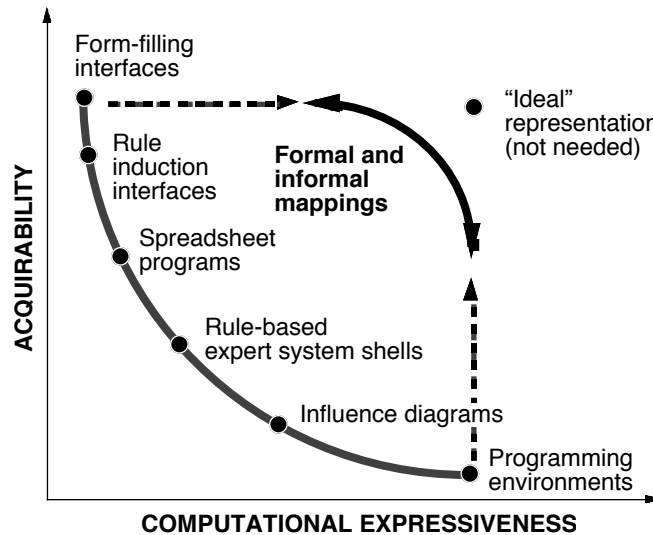 Form-filling
interfaces
“Ideal”
representation
(not needed)
Rule
induction
interfaces
Formal and
informal
mappings
Spreadsheet
programs
Rule-based
expert system shells
Influence diagrams
Programming
environments
ACQUIRABILITY
COMPUTATIONAL EXPRESSIVENESS